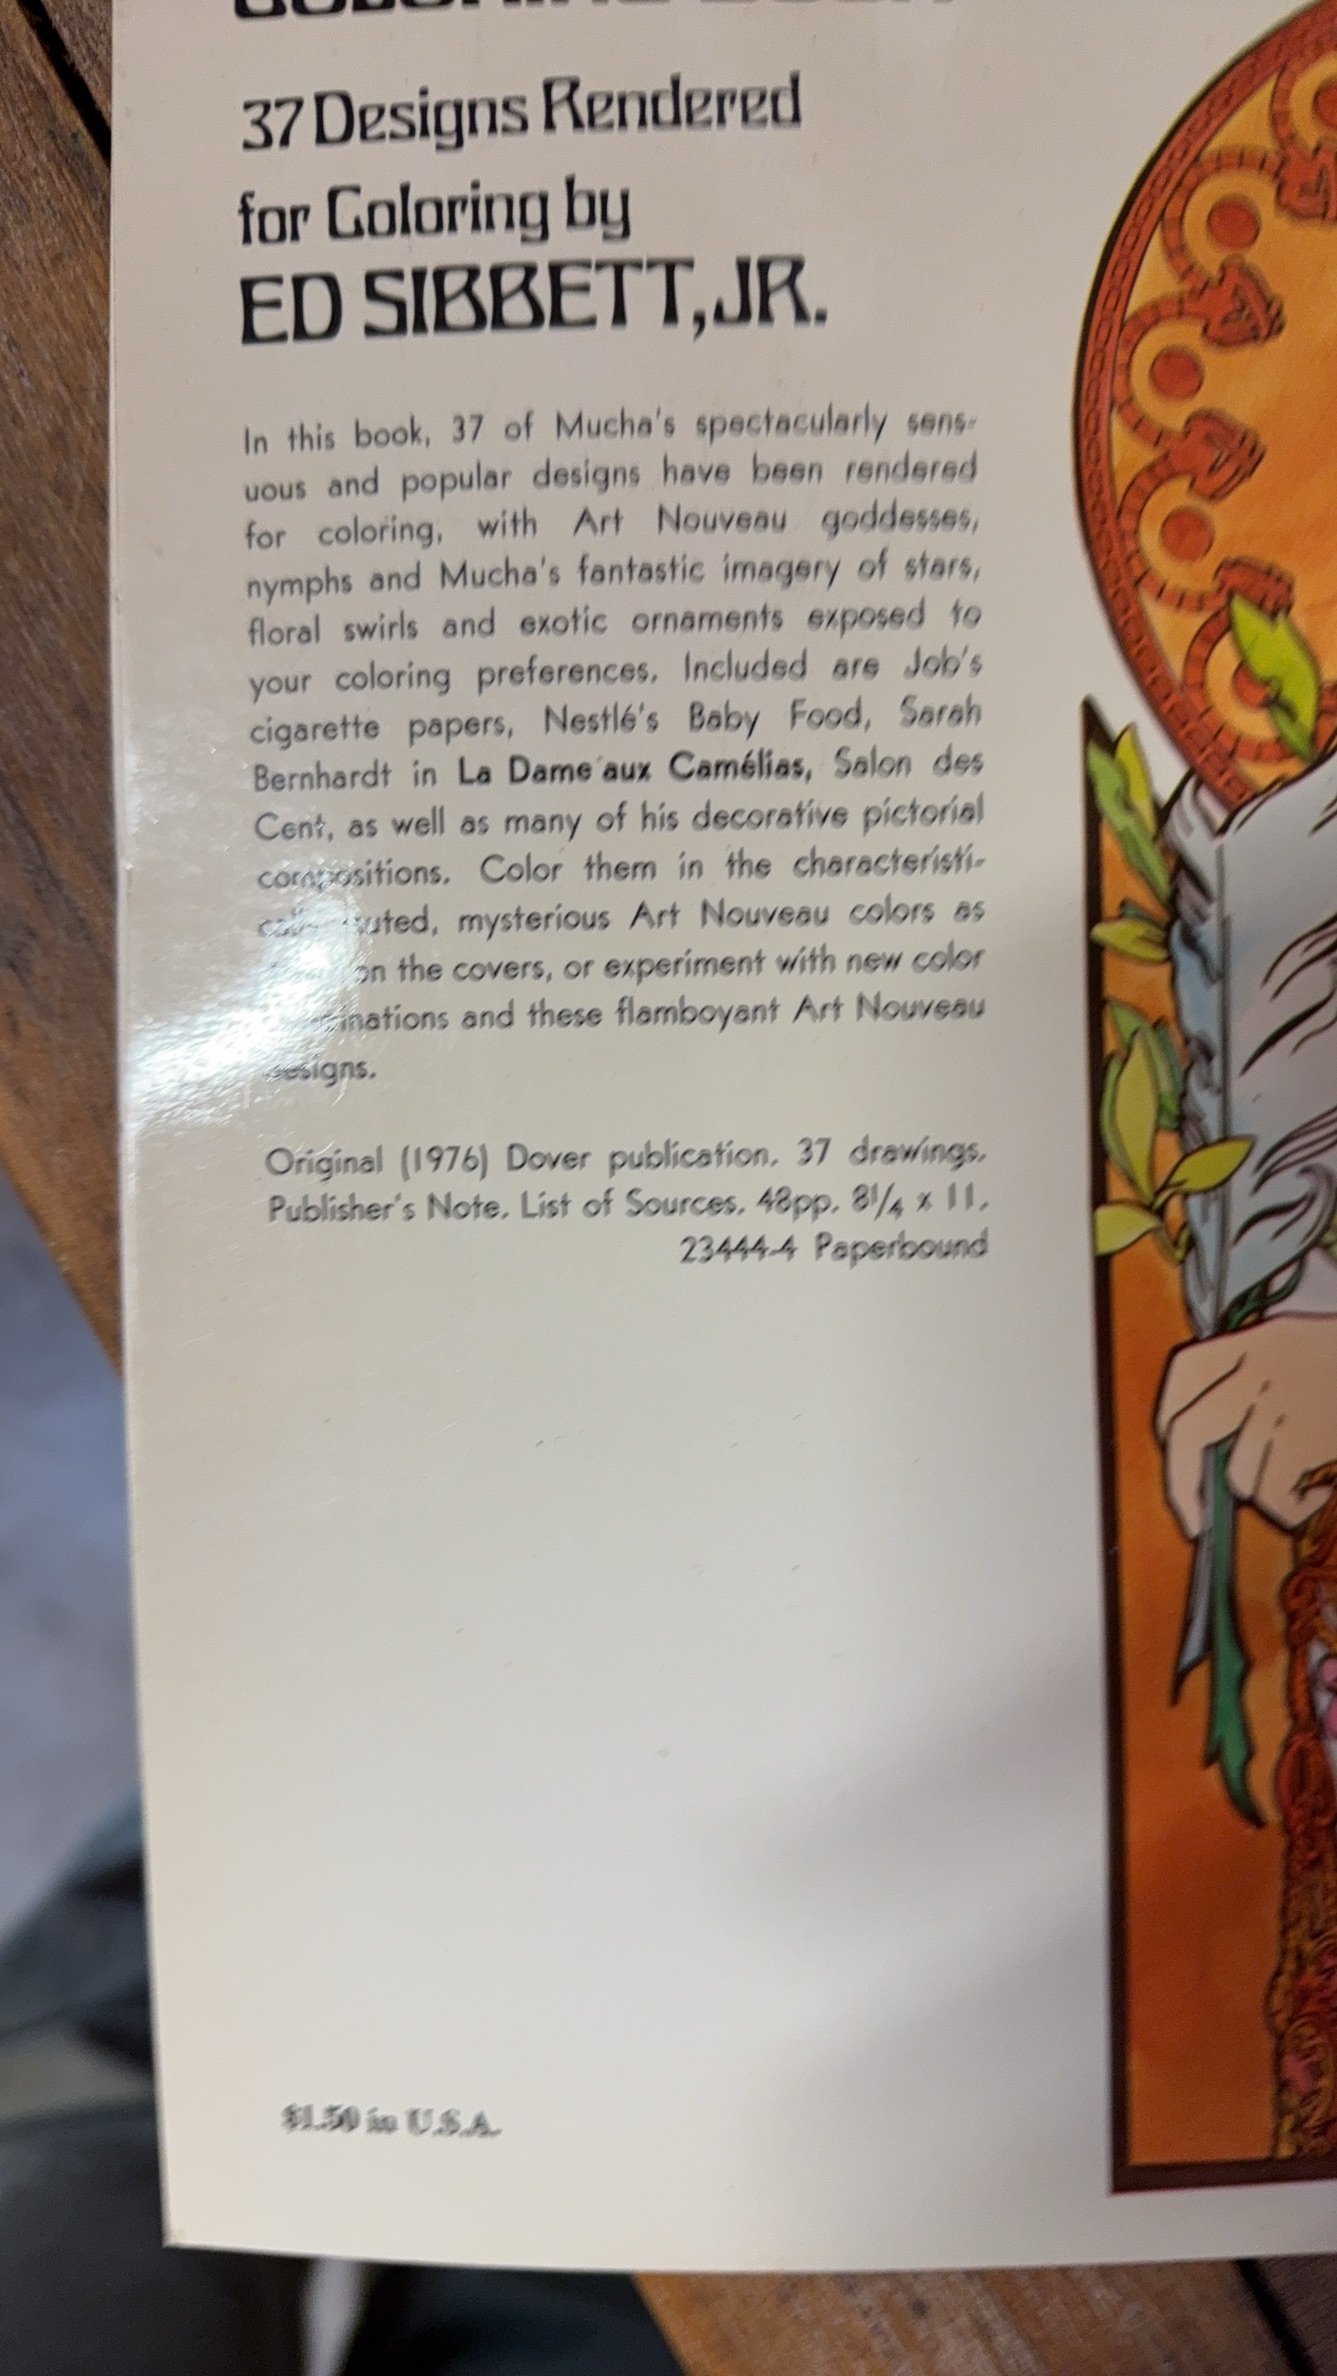 COLORING BOOK
37 Designs Rendered
for Coloring by
ED SIBBETT, JR.
In this book, 37 of Mucha's spectacularly sens-
uous and popular designs have been rendered
for coloring, with Art Nouveau goddesses,
nymphs and Mucha's fantastic imagery of stars,
floral swirls and exotic ornaments exposed to
your coloring preferences. Included are Job's
cigarette papers, Nestlé's Baby Food, Sarah
Bernhardt in La Dame aux Camélias, Salon des
Cent, as well as many of his decorative pictorial
compositions. Color them in the characteristi-
mysterious Art Nouveau colors as
on the covers, or experiment with new color
and these flamboyant Art Nouveau
designs.
Original (1976) Dover publication. 37 drawings.
Publisher's Note. List of Sources. 48pp. 8¼ x 11.
23444-4 Paperbound
$1.50 in U.S.A.